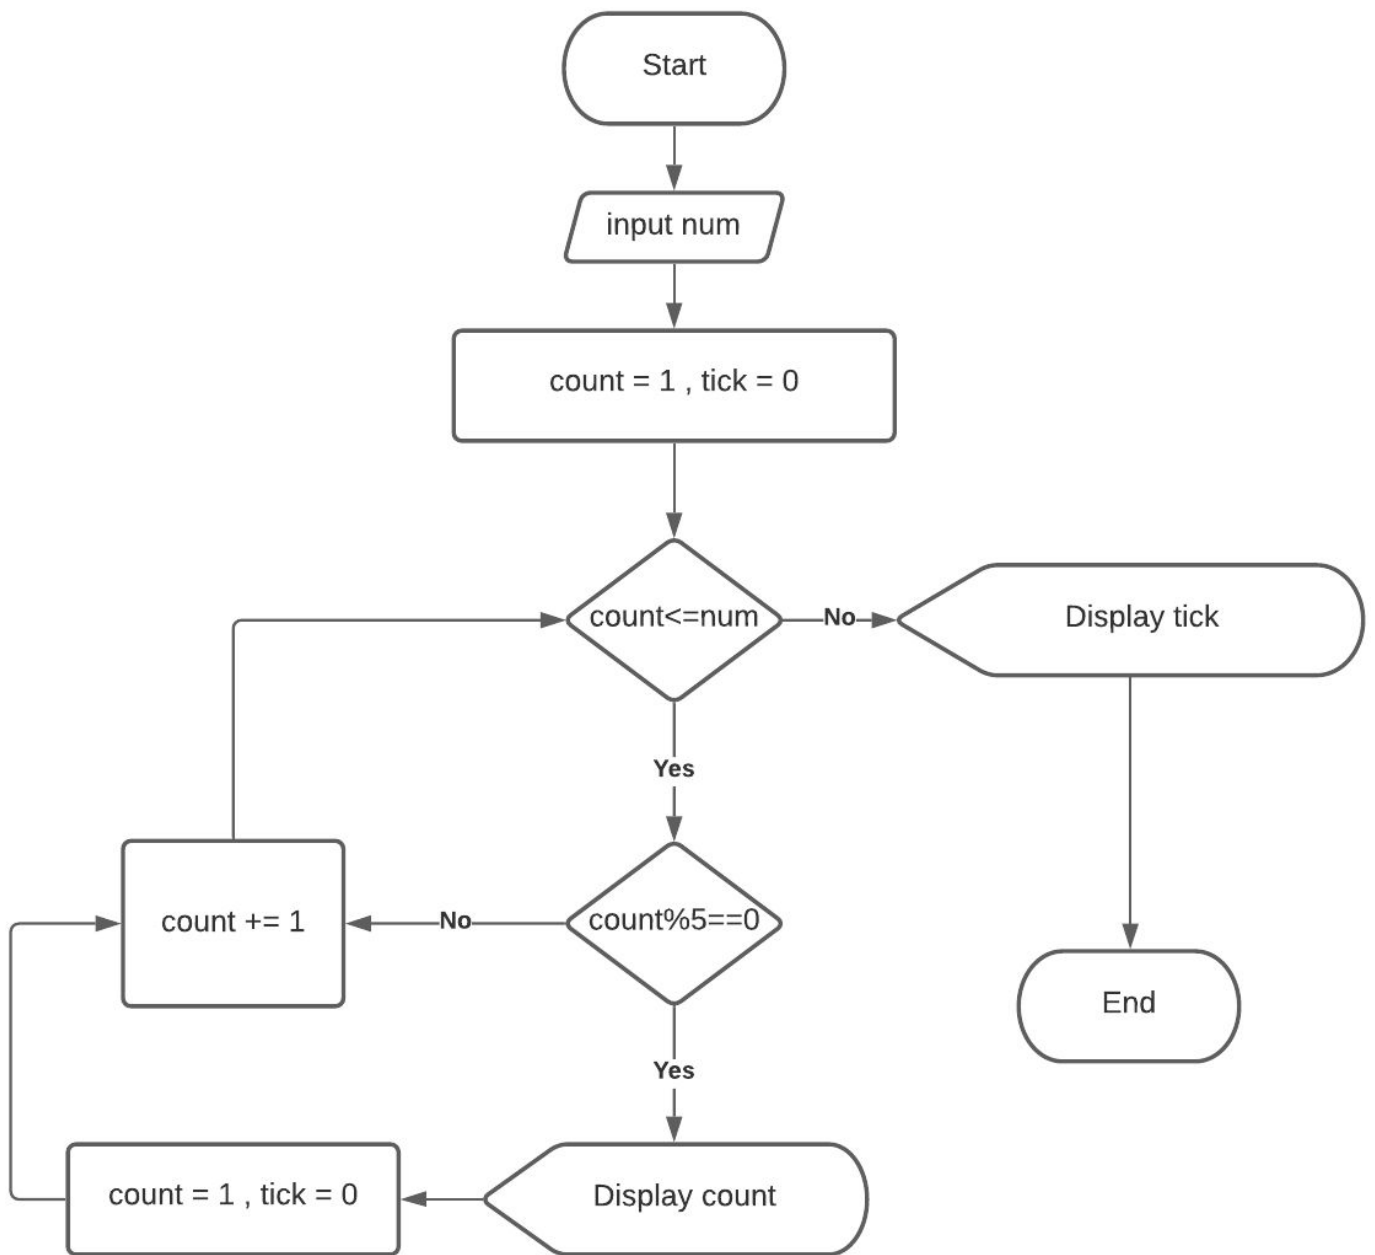 Start
input num
count = 1 , tick = 0
count<=num
No
Display tick
Yes
count += 1
No
count%5==0
End
Yes
count = 1 , tick = 0
Display count